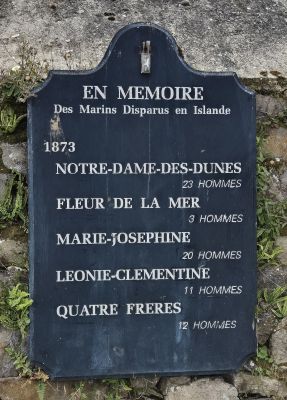 EN MEMOIRE
Des Marins Disparus en Islande
1873
NOTRE-DAME-DES-DUNES
23 HOMMES
FLEUR DE LA MER
3 HOMMES
MARIE-JOSEPHINE
20 HOMMES
LEONIE-CLEMENTINE
11 HOMMES
QUATRE FRERES
12 HOMMES